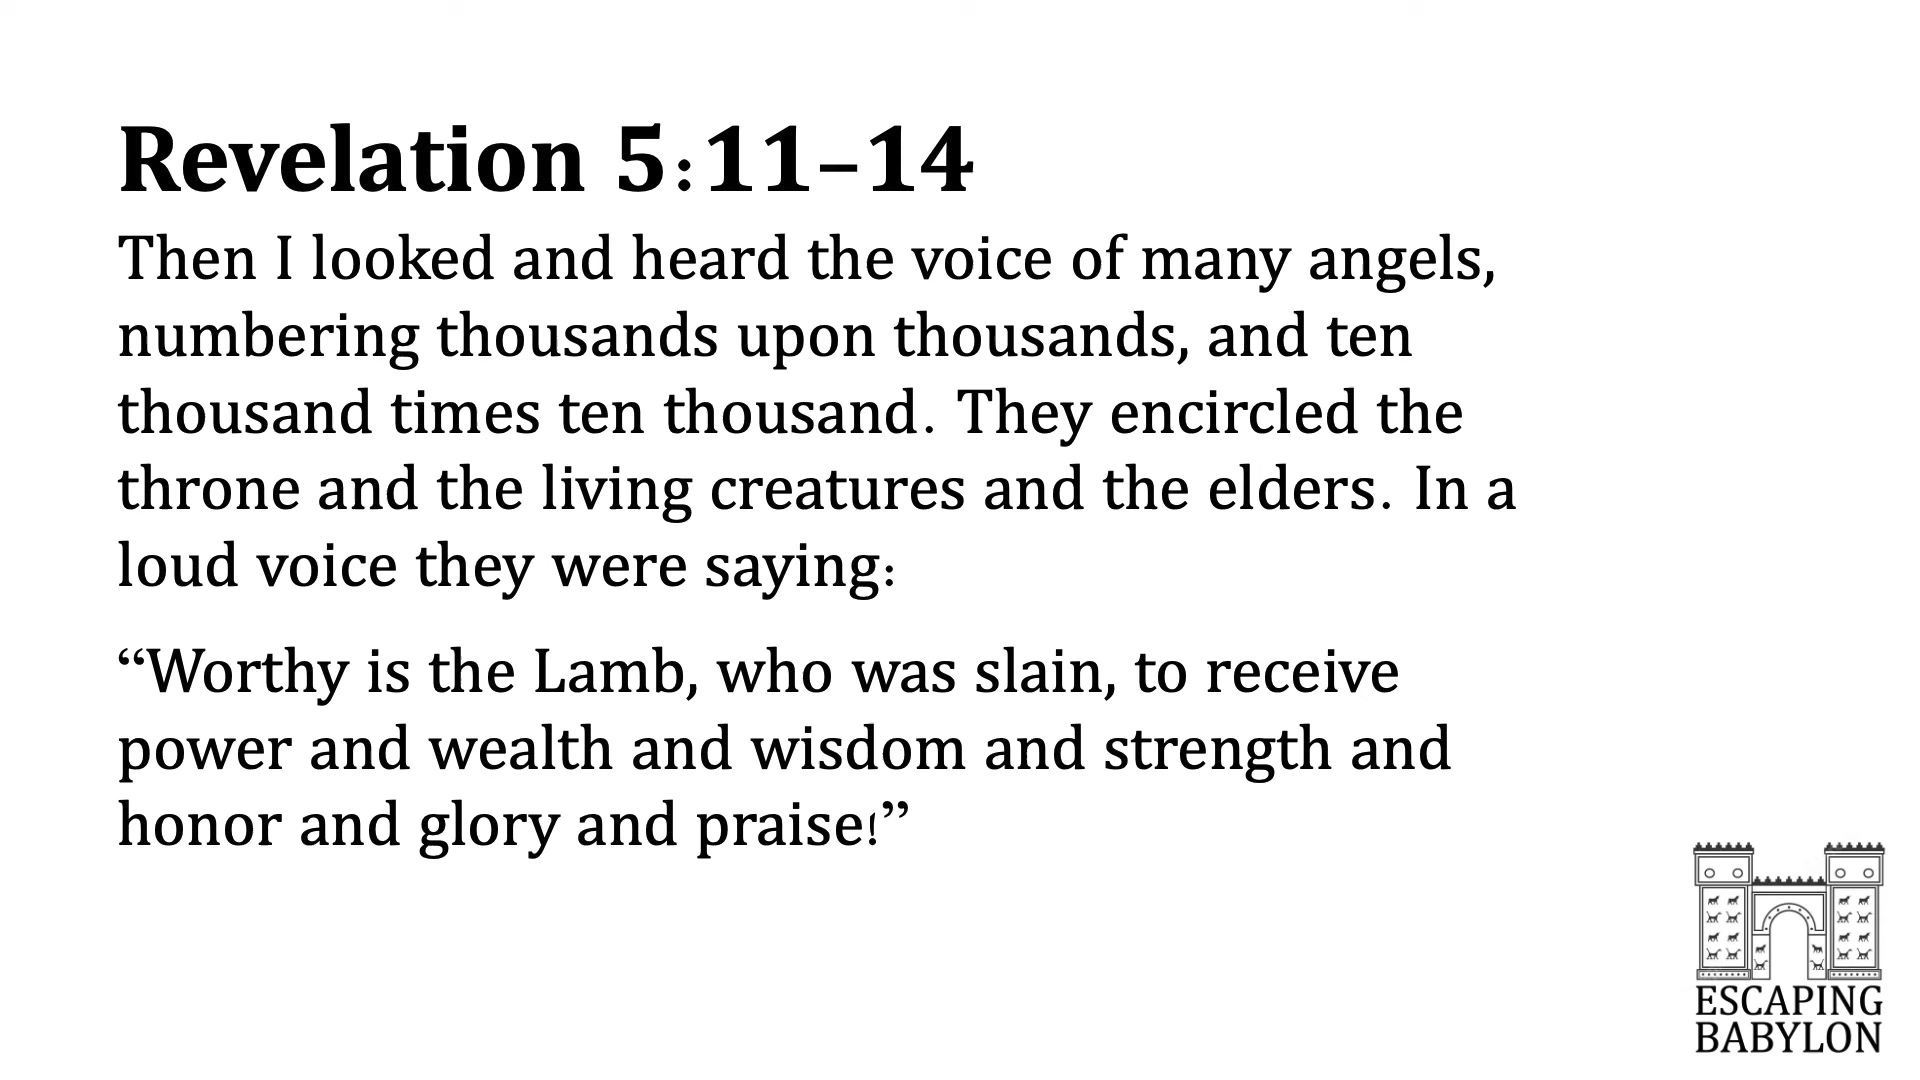 Revelation 5:11–14
Then I looked and heard the voice of many angels,
numbering thousands upon thousands, and ten
thousand times ten thousand. They encircled the
throne and the living creatures and the elders. In a
loud voice they were saying:
“Worthy is the Lamb, who was slain, to receive
power and wealth and wisdom and strength and
honor and glory and praise!”
ESCAPING
BABYLON